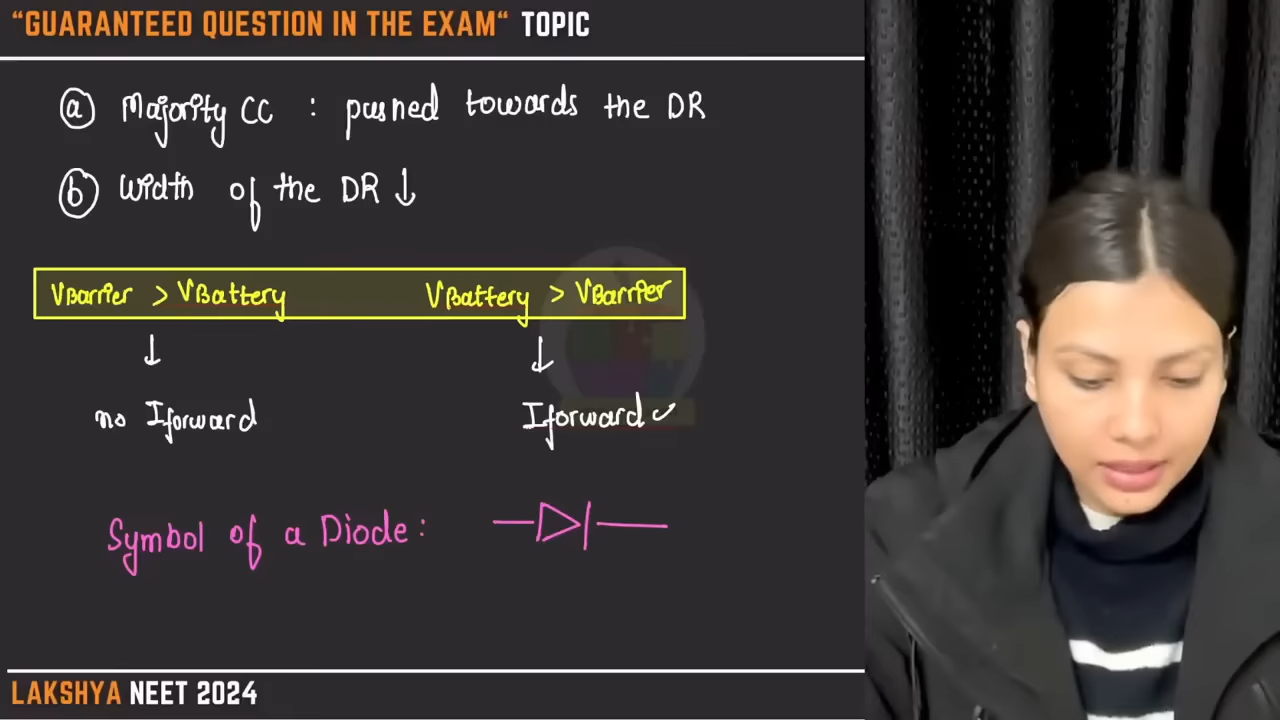 “GUARANTEED QUESTION IN THE EXAM“ TOPIC
(a) Majority CC : pushed towards the DR
(b) Width of the DR ↓
VBarrier > VBattery VBattery > VBarrier
↓ ↓
no Iforward Iforward ✓
Symbol of a Diode:
LAKSHYA NEET 2024